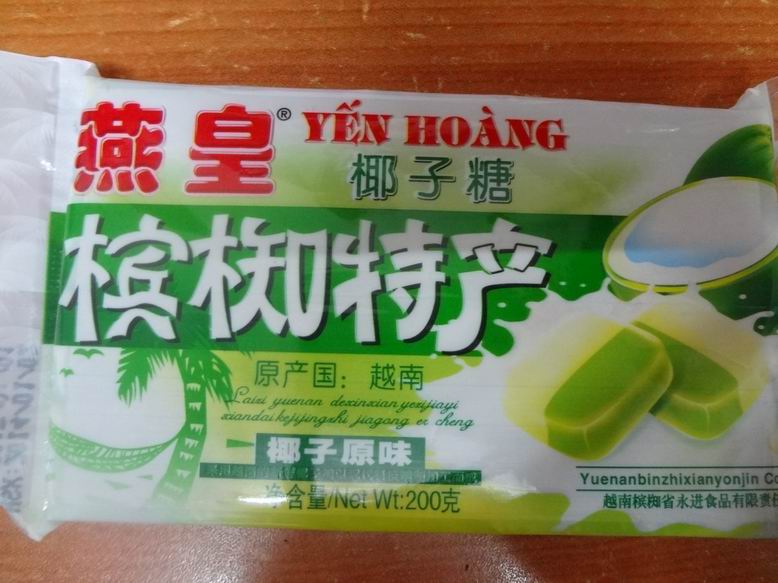 燕皇® YẾN HOÀNG
椰子糖
槟椥特产
原产国：越南
Laizi yuenan dexinxian yezijiayi
xiandaikejijingzhi jiagong er cheng
椰子原味
净含量/Net Wt:200克
Yuenanbinzhixianyonjin Co
越南槟椥省永进食品有限责任